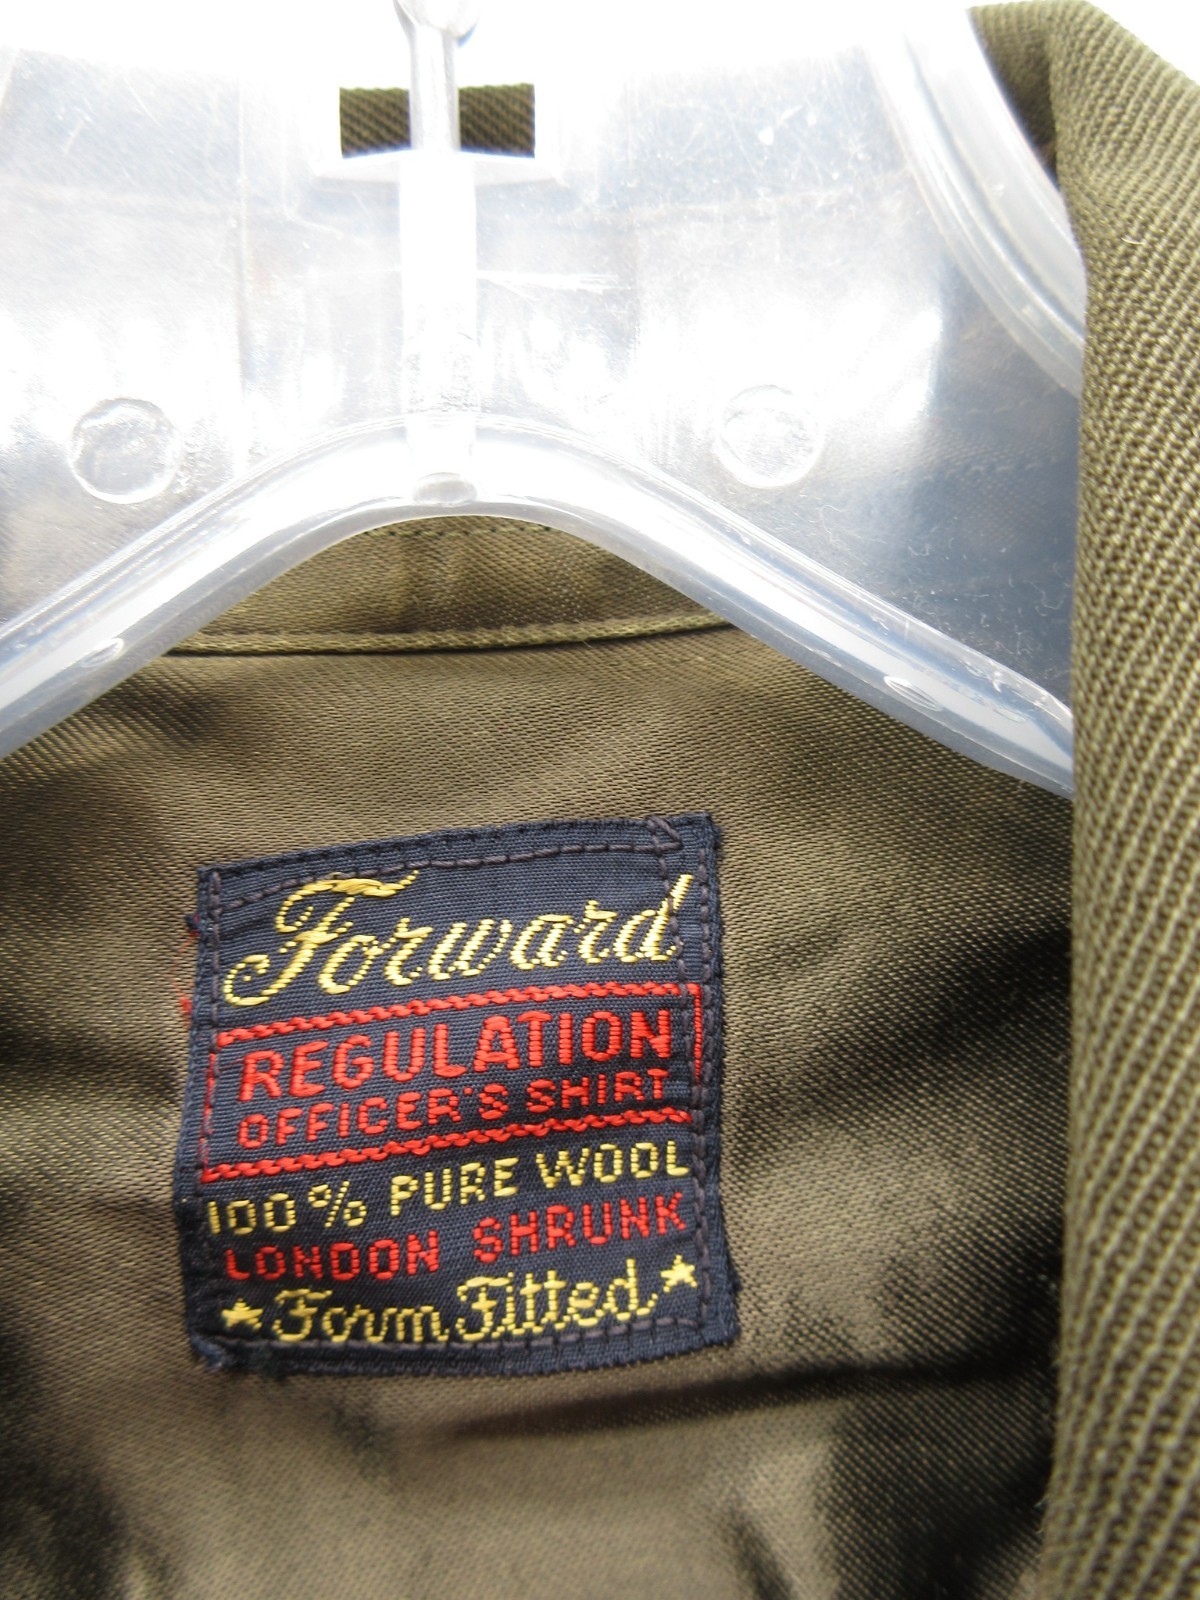 Forward
REGULATION
OFFICER'S SHIRT
100% PURE WOOL
LONDON SHRUNK
★ Form Fitted ★